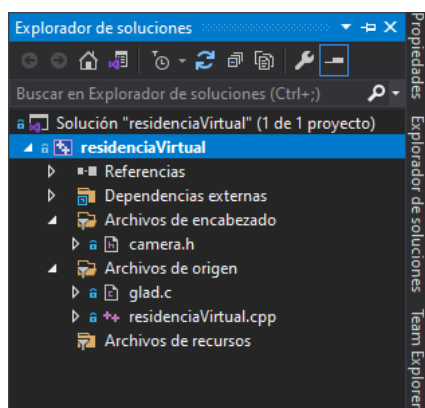 Explorador de soluciones
Buscar en Explorador de soluciones (Ctrl+;)
Solución "residenciaVirtual" (1 de 1 proyecto)
residenciaVirtual
Referencias
Dependencias externas
Archivos de encabezado
camera.h
Archivos de origen
glad.c
residenciaVirtual.cpp
Archivos de recursos
Propiedades
Explorador de soluciones
Team Explorer